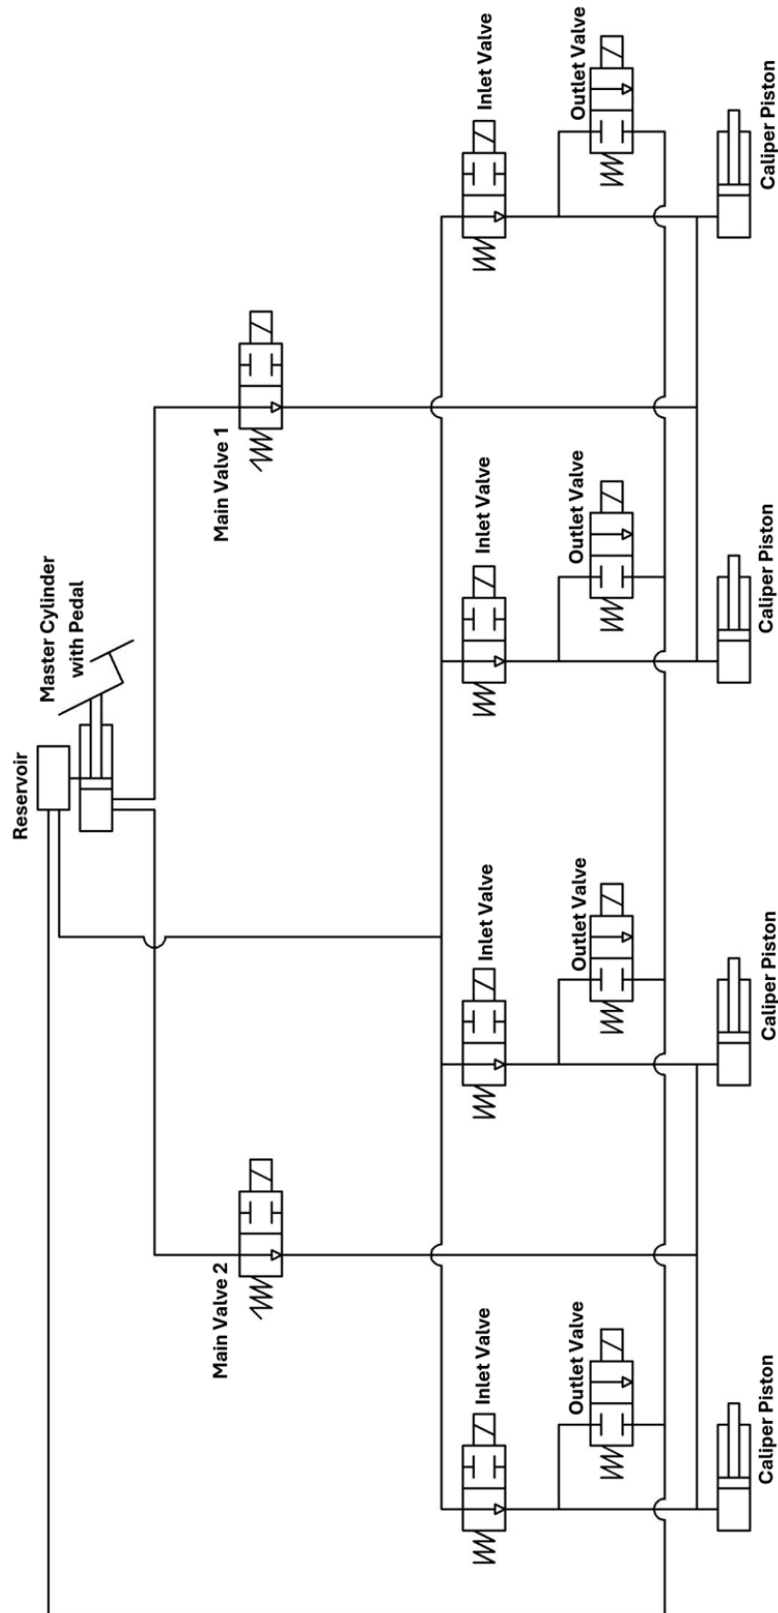 Reservoir
Master Cylinder
with Pedal
Main Valve 2
Main Valve 1
Inlet Valve
Inlet Valve
Inlet Valve
Inlet Valve
Outlet Valve
Outlet Valve
Outlet Valve
Outlet Valve
Caliper Piston
Caliper Piston
Caliper Piston
Caliper Piston